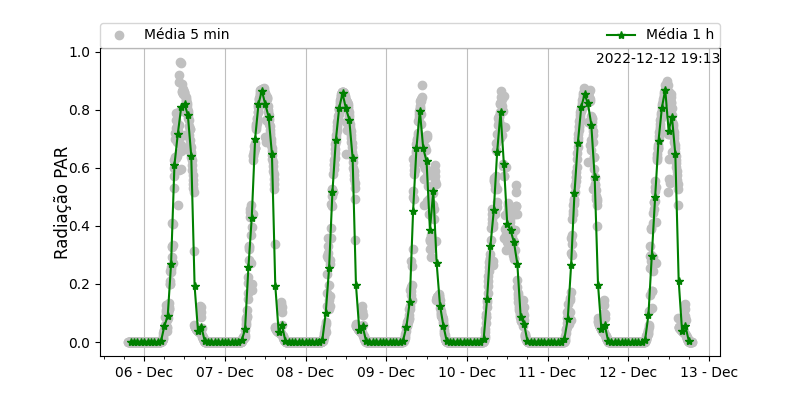 Média 5 min
Média 1 h
2022-12-12 19:13
Radiação PAR
1.0
0.8
0.6
0.4
0.2
0.0
06 - Dec
07 - Dec
08 - Dec
09 - Dec
10 - Dec
11 - Dec
12 - Dec
13 - Dec